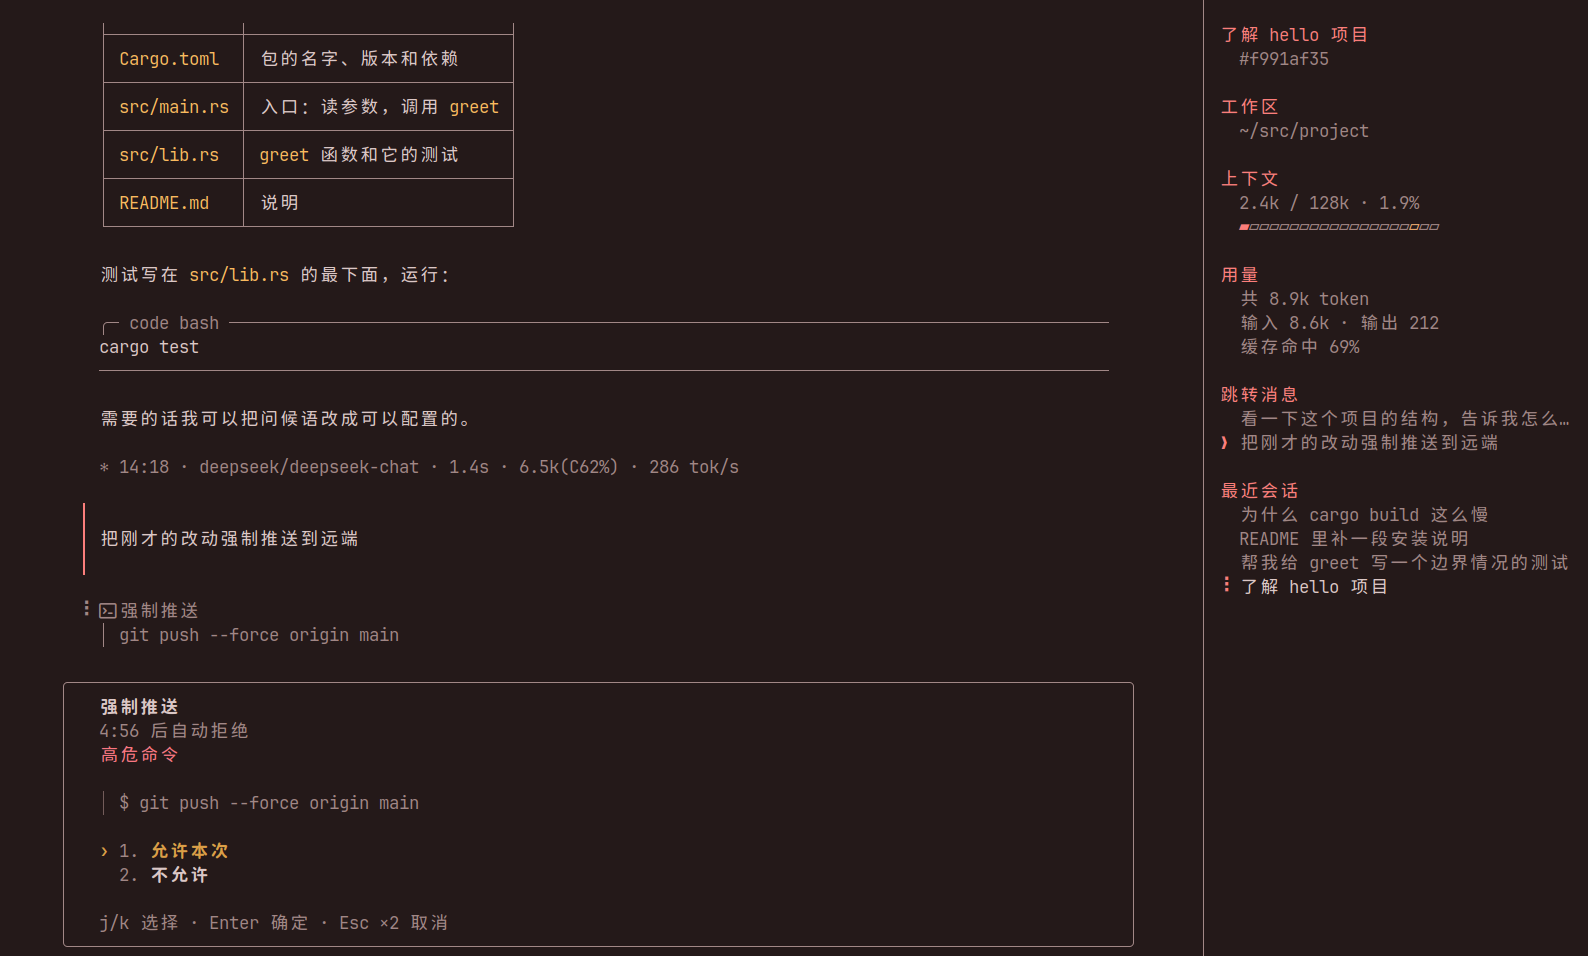 Cargo.toml 包的名字、版本和依赖
src/main.rs 入口：读参数，调用 greet
src/lib.rs greet 函数和它的测试
README.md 说明
测试写在 src/lib.rs 的最下面，运行：
code bash
cargo test
需要的话我可以把问候语改成可以配置的。
* 14:18 · deepseek/deepseek-chat · 1.4s · 6.5k(C62%) · 286 tok/s
把刚才的改动强制推送到远端
强制推送
git push --force origin main
强制推送
4:56 后自动拒绝
高危命令
$ git push --force origin main
› 1. 允许本次
2. 不允许
j/k 选择 · Enter 确定 · Esc ×2 取消
了解 hello 项目
#f991af35
工作区
~/src/project
上下文
2.4k / 128k · 1.9%
用量
共 8.9k token
输入 8.6k · 输出 212
缓存命中 69%
跳转消息
看一下这个项目的结构，告诉我怎么…
❯ 把刚才的改动强制推送到远端
最近会话
为什么 cargo build 这么慢
README 里补一段安装说明
帮我给 greet 写一个边界情况的测试
了解 hello 项目